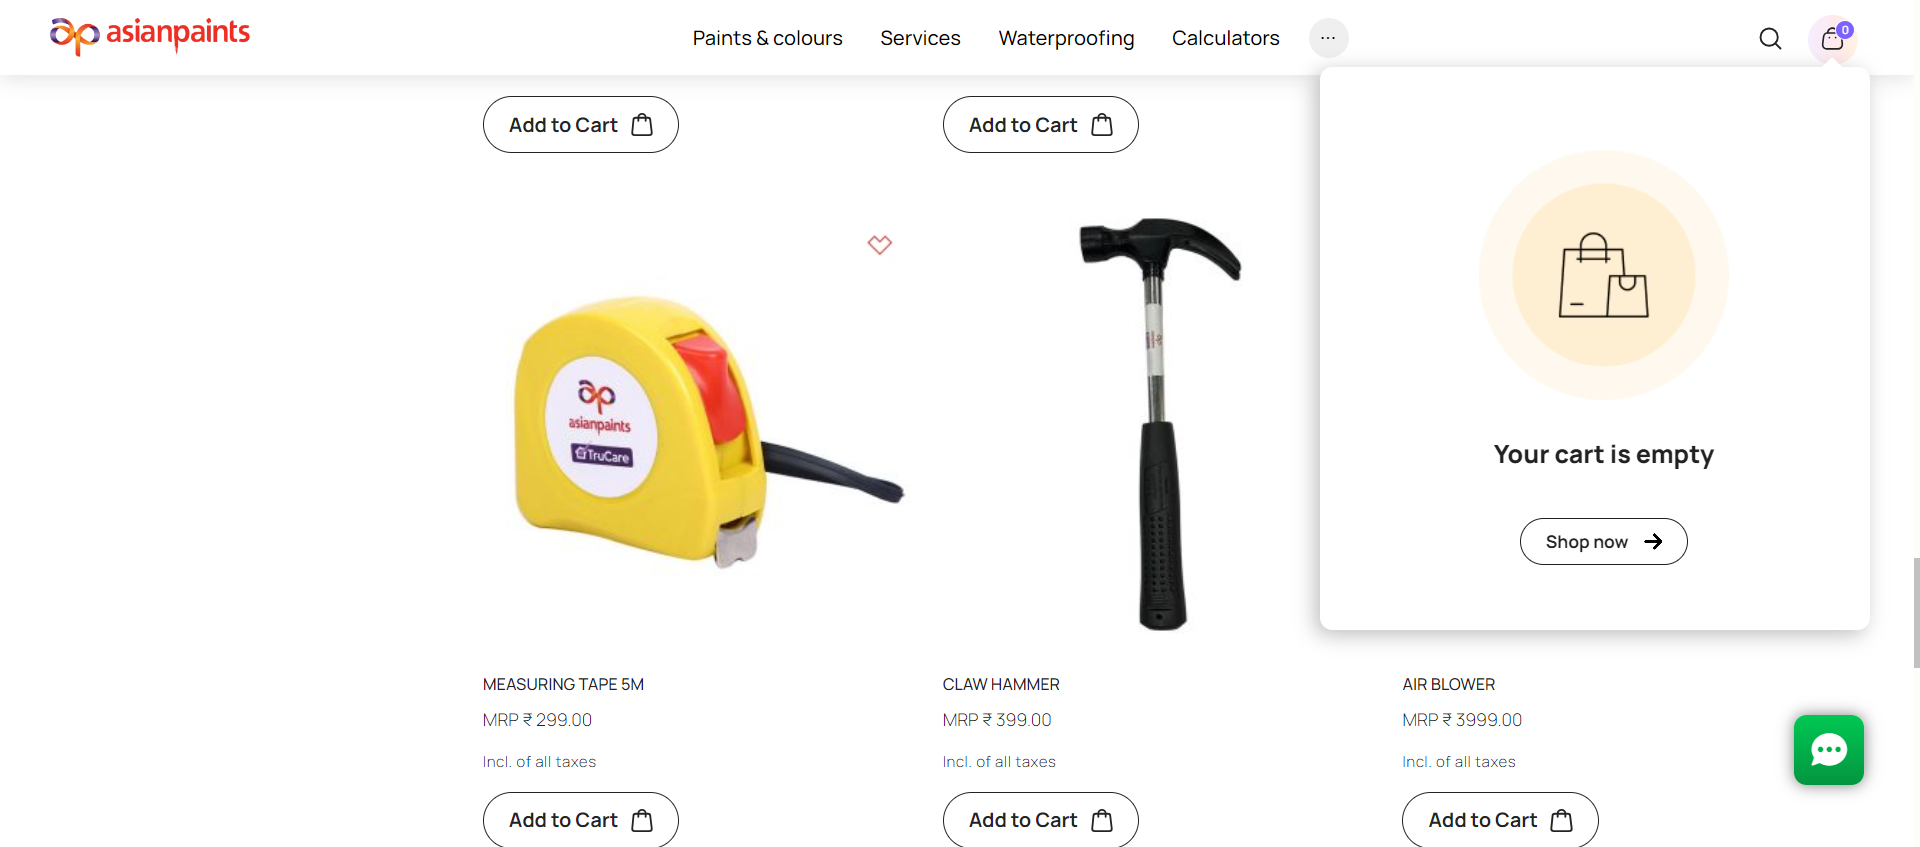 asianpaints
Paints & colours
Services
Waterproofing
Calculators
...
0
Add to Cart
Add to Cart
Your cart is empty
Shop now
asianpaints
TruCare
MEASURING TAPE 5M
MRP ₹ 299.00
Incl. of all taxes
Add to Cart
CLAW HAMMER
MRP ₹ 399.00
Incl. of all taxes
Add to Cart
AIR BLOWER
MRP ₹ 3999.00
Incl. of all taxes
Add to Cart